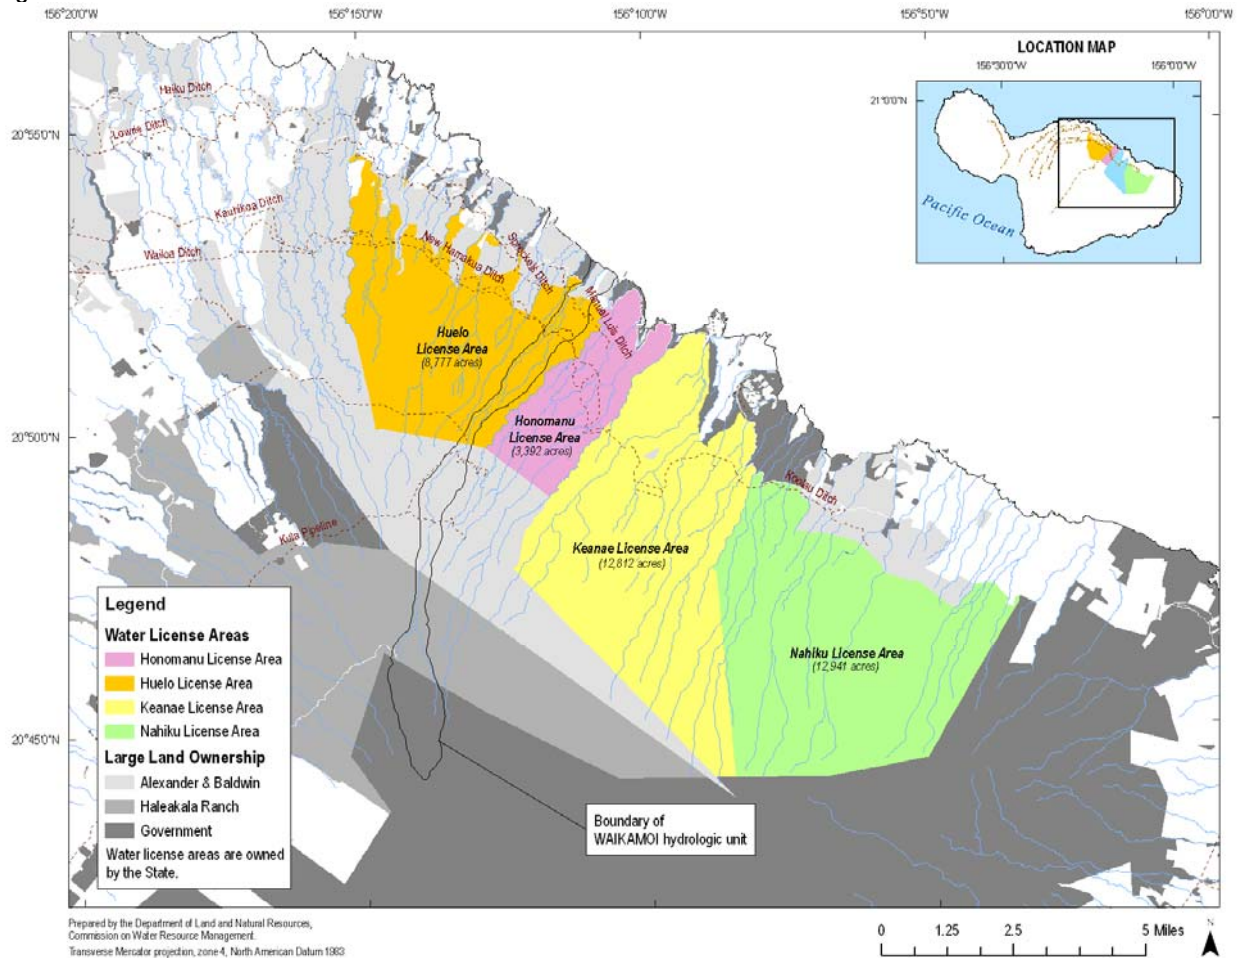 156°20'0"W
156°15'0"W
156°10'0"W
156°5'0"W
156°0'0"W
LOCATION MAP
156°30'0"W
156°0'0"W
21°0'0"N
Pacific Ocean
20°55'0"N
20°50'0"N
20°45'0"N
Haiku Ditch
Lowrie Ditch
Kauhikoa Ditch
Wailoa Ditch
New Hamakua Ditch
Spreckels Ditch
Manuel Luis Ditch
Koolau Ditch
Kula Pipeline
Huelo
License Area
(8,777 acres)
Honomanu
License Area
(3,392 acres)
Keanae License Area
(12,812 acres)
Nahiku License Area
(12,941 acres)
Legend
Water License Areas
Honomanu License Area
Huelo License Area
Keanae License Area
Nahiku License Area
Large Land Ownership
Alexander & Baldwin
Haleakala Ranch
Government
Water license areas are owned
by the State.
Boundary of
WAIKAMOI hydrologic unit
Prepared by the Department of Land and Natural Resources,
Commission on Water Resource Management.
Transverse Mercator projection, zone 4, North American Datum 1983
0 1.25 2.5 5 Miles
N